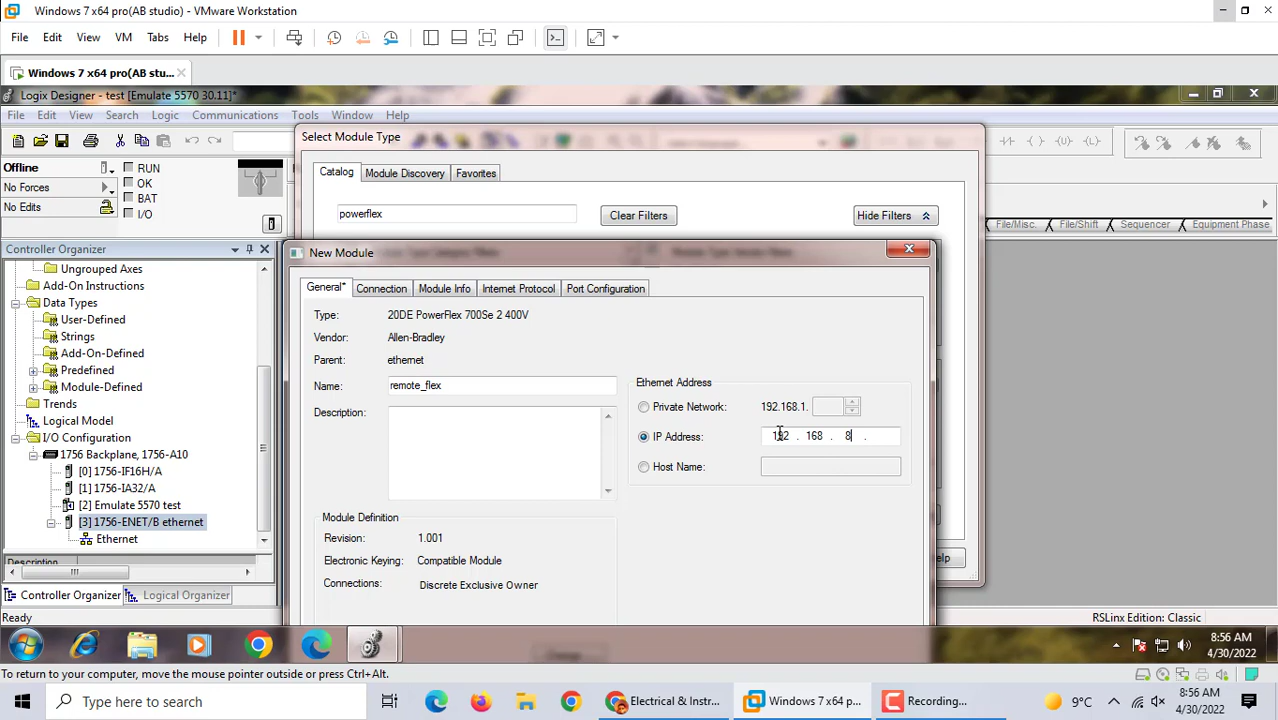 Windows 7 x64 pro(AB studio) - VMware Workstation
File Edit View VM Tabs Help
Windows 7 x64 pro(AB stu...
Logix Designer - test [Emulate 5570 30.11]*
File Edit View Search Logic Communications Tools Window Help
Select Module Type
Offline
RUN
No Forces
OK
No Edits
BAT
I/O
Catalog Module Discovery Favorites
powerflex
Clear Filters
Hide Filters
File/Misc. File/Shift Sequencer Equipment Phase
Controller Organizer
New Module
Ungrouped Axes
Add-On Instructions
Data Types
User-Defined
Strings
Add-On-Defined
Predefined
Module-Defined
Trends
Logical Model
I/O Configuration
1756 Backplane, 1756-A10
[0] 1756-IF16H/A
[1] 1756-IA32/A
[2] Emulate 5570 test
[3] 1756-ENET/B ethernet
Ethernet
Description
Controller Organizer Logical Organizer
General* Connection Module Info Internet Protocol Port Configuration
Type: 20DE PowerFlex 700Se 2 400V
Vendor: Allen-Bradley
Parent: ethernet
Name: remote_flex
Description:
Ethernet Address
Private Network: 192.168.1.
IP Address: 192 . 168 . 8 .
Host Name:
Module Definition
Revision: 1.001
Electronic Keying: Compatible Module
Connections: Discrete Exclusive Owner
elp
Ready
RSLinx Edition: Classic
8:56 AM
4/30/2022
To return to your computer, move the mouse pointer outside or press Ctrl+Alt.
Type here to search
Electrical & Instr...
Windows 7 x64 p...
Recording...
9°C
8:56 AM
4/30/2022